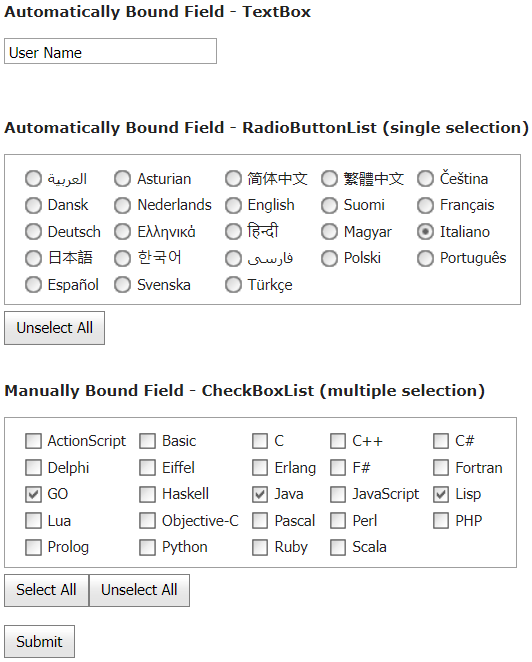 Automatically Bound Field - TextBox
User Name
Automatically Bound Field - RadioButtonList (single selection)
العربية Asturian 简体中文 繁體中文 Čeština
Dansk Nederlands English Suomi Français
Deutsch Ελληνικά हिन्दी Magyar Italiano
日本語 한국어 فارسی Polski Português
Español Svenska Türkçe
Unselect All
Manually Bound Field - CheckBoxList (multiple selection)
ActionScript Basic C C++ C#
Delphi Eiffel Erlang F# Fortran
GO Haskell Java JavaScript Lisp
Lua Objective-C Pascal Perl PHP
Prolog Python Ruby Scala
Select All Unselect All
Submit